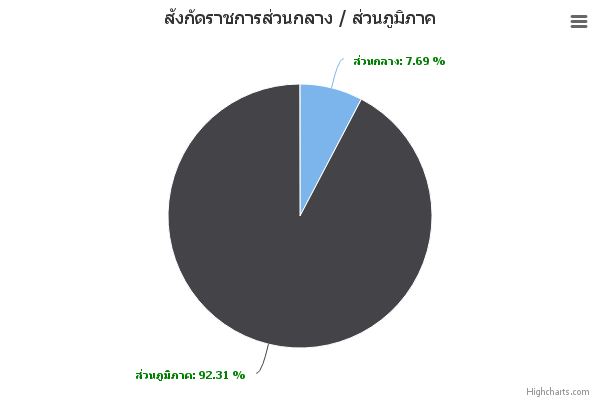 สังกัดราชการส่วนกลาง / ส่วนภูมิภาค
ส่วนกลาง: 7.69 %
ส่วนภูมิภาค: 92.31 %
Highcharts.com